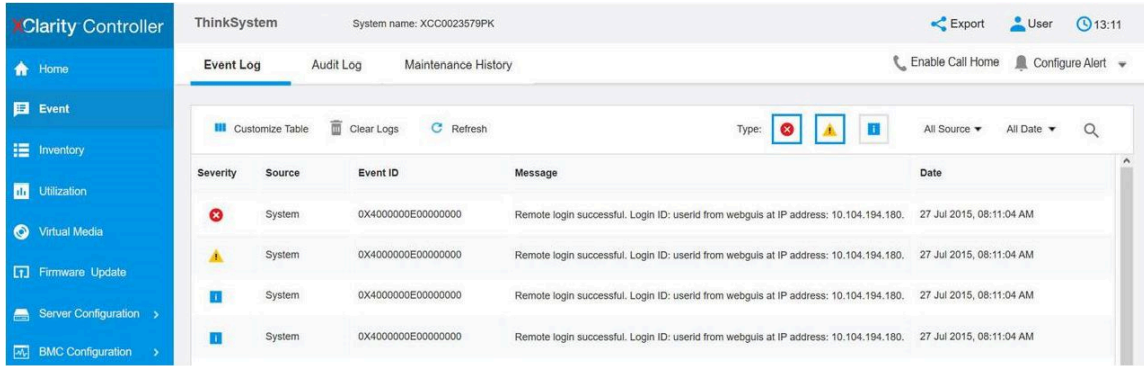 XClarity Controller
ThinkSystem System name: XCC0023579PK Export User 13:11
Home
Event Log Audit Log Maintenance History Enable Call Home Configure Alert
Event
Customize Table Clear Logs Refresh Type: All Source All Date
Inventory
Severity Source Event ID Message Date
Utilization
System 0X4000000E00000000 Remote login successful. Login ID: userid from webguis at IP address: 10.104.194.180. 27 Jul 2015, 08:11:04 AM
Virtual Media
System 0X4000000E00000000 Remote login successful. Login ID: userid from webguis at IP address: 10.104.194.180. 27 Jul 2015, 08:11:04 AM
Firmware Update
System 0X4000000E00000000 Remote login successful. Login ID: userid from webguis at IP address: 10.104.194.180. 27 Jul 2015, 08:11:04 AM
Server Configuration
System 0X4000000E00000000 Remote login successful. Login ID: userid from webguis at IP address: 10.104.194.180. 27 Jul 2015, 08:11:04 AM
BMC Configuration